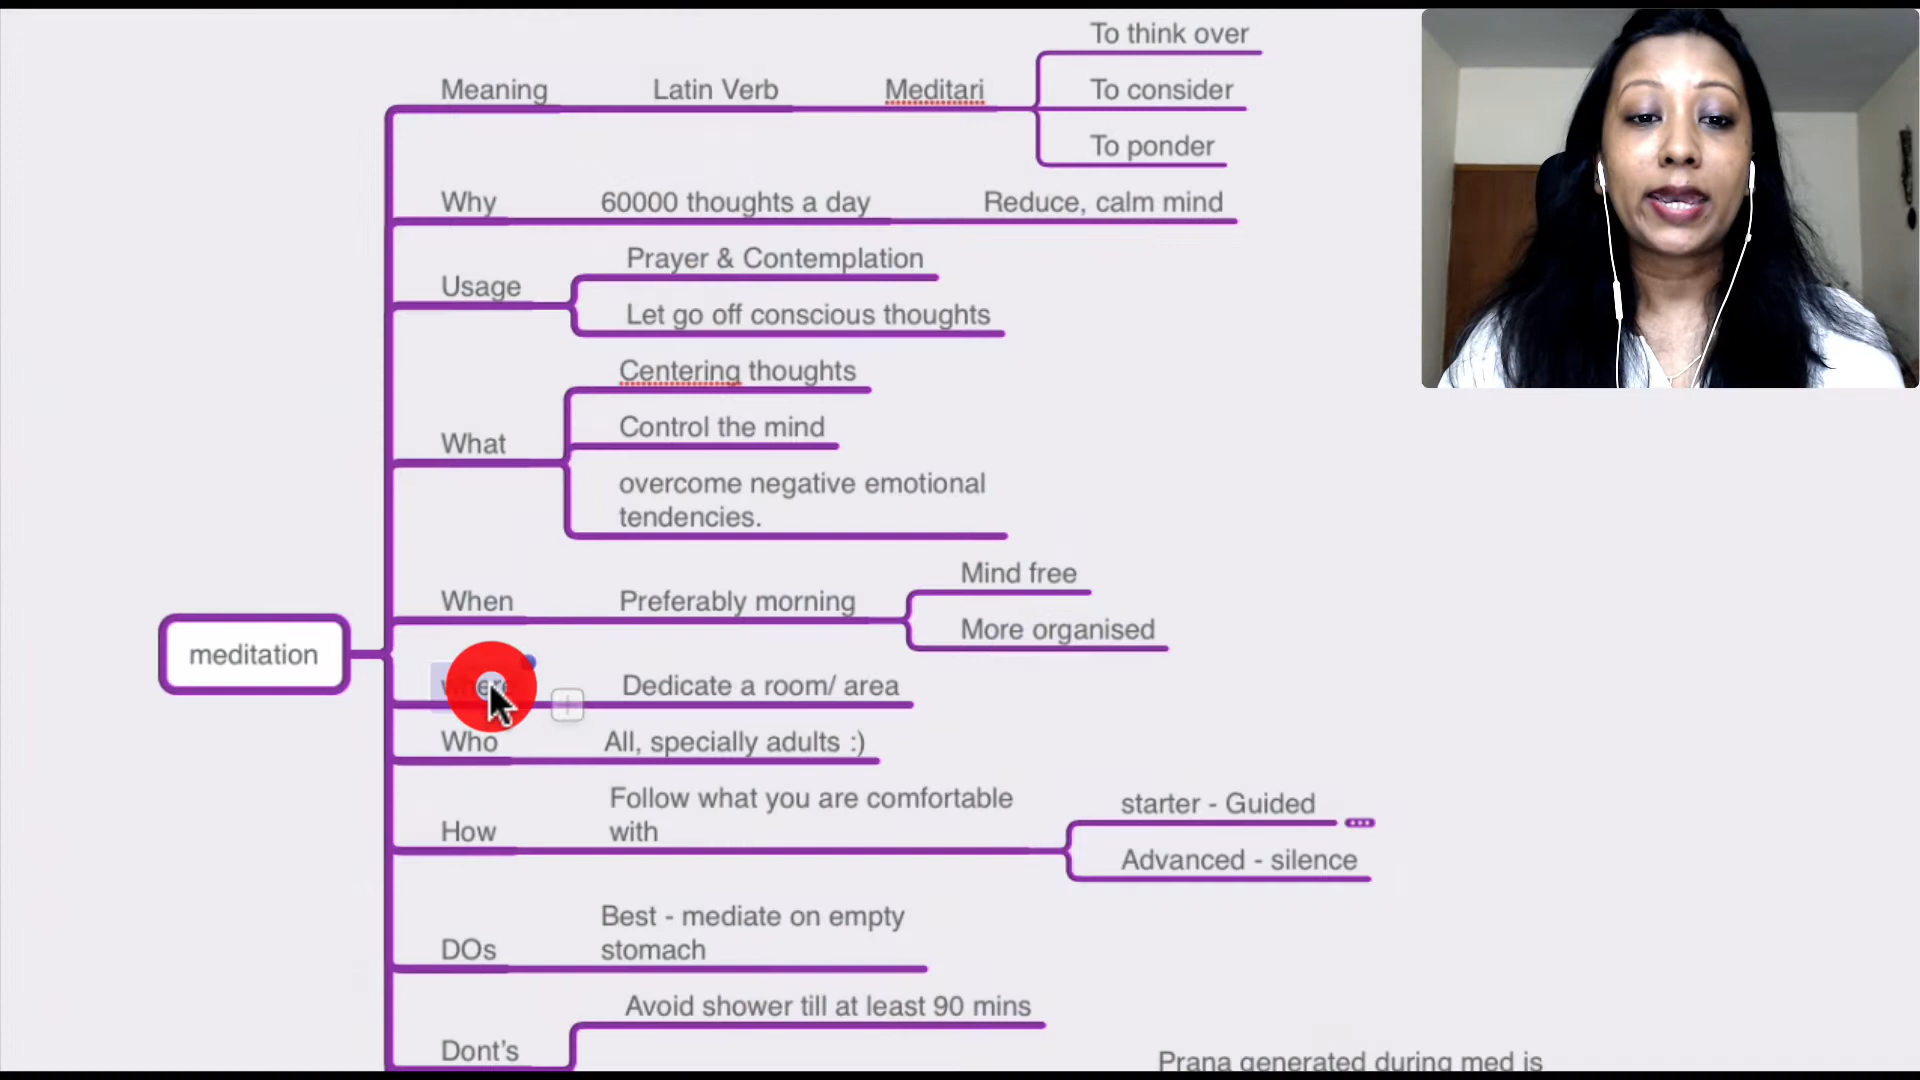 To think over
Meaning Latin Verb Meditari To consider
To ponder
Why 60000 thoughts a day Reduce, calm mind
Prayer & Contemplation
Usage
Let go off conscious thoughts
Centering thoughts
Control the mind
What
overcome negative emotional
tendencies.
Mind free
When Preferably morning
More organised
meditation
where Dedicate a room/ area
Who All, specially adults :)
Follow what you are comfortable
with
How
starter - Guided
Advanced - silence
Best - mediate on empty
stomach
DOs
Avoid shower till at least 90 mins
Dont's
Prana generated during med is